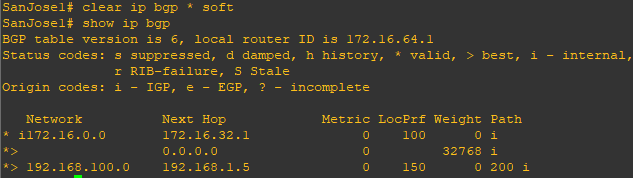 SanJose1# clear ip bgp * soft
SanJose1# show ip bgp
BGP table version is 6, local router ID is 172.16.64.1
Status codes: s suppressed, d damped, h history, * valid, > best, i - internal,
r RIB-failure, S Stale
Origin codes: i - IGP, e - EGP, ? - incomplete
Network Next Hop Metric LocPrf Weight Path
* i172.16.0.0 172.16.32.1 0 100 0 i
*> 0.0.0.0 0 32768 i
*> 192.168.100.0 192.168.1.5 0 150 0 200 i